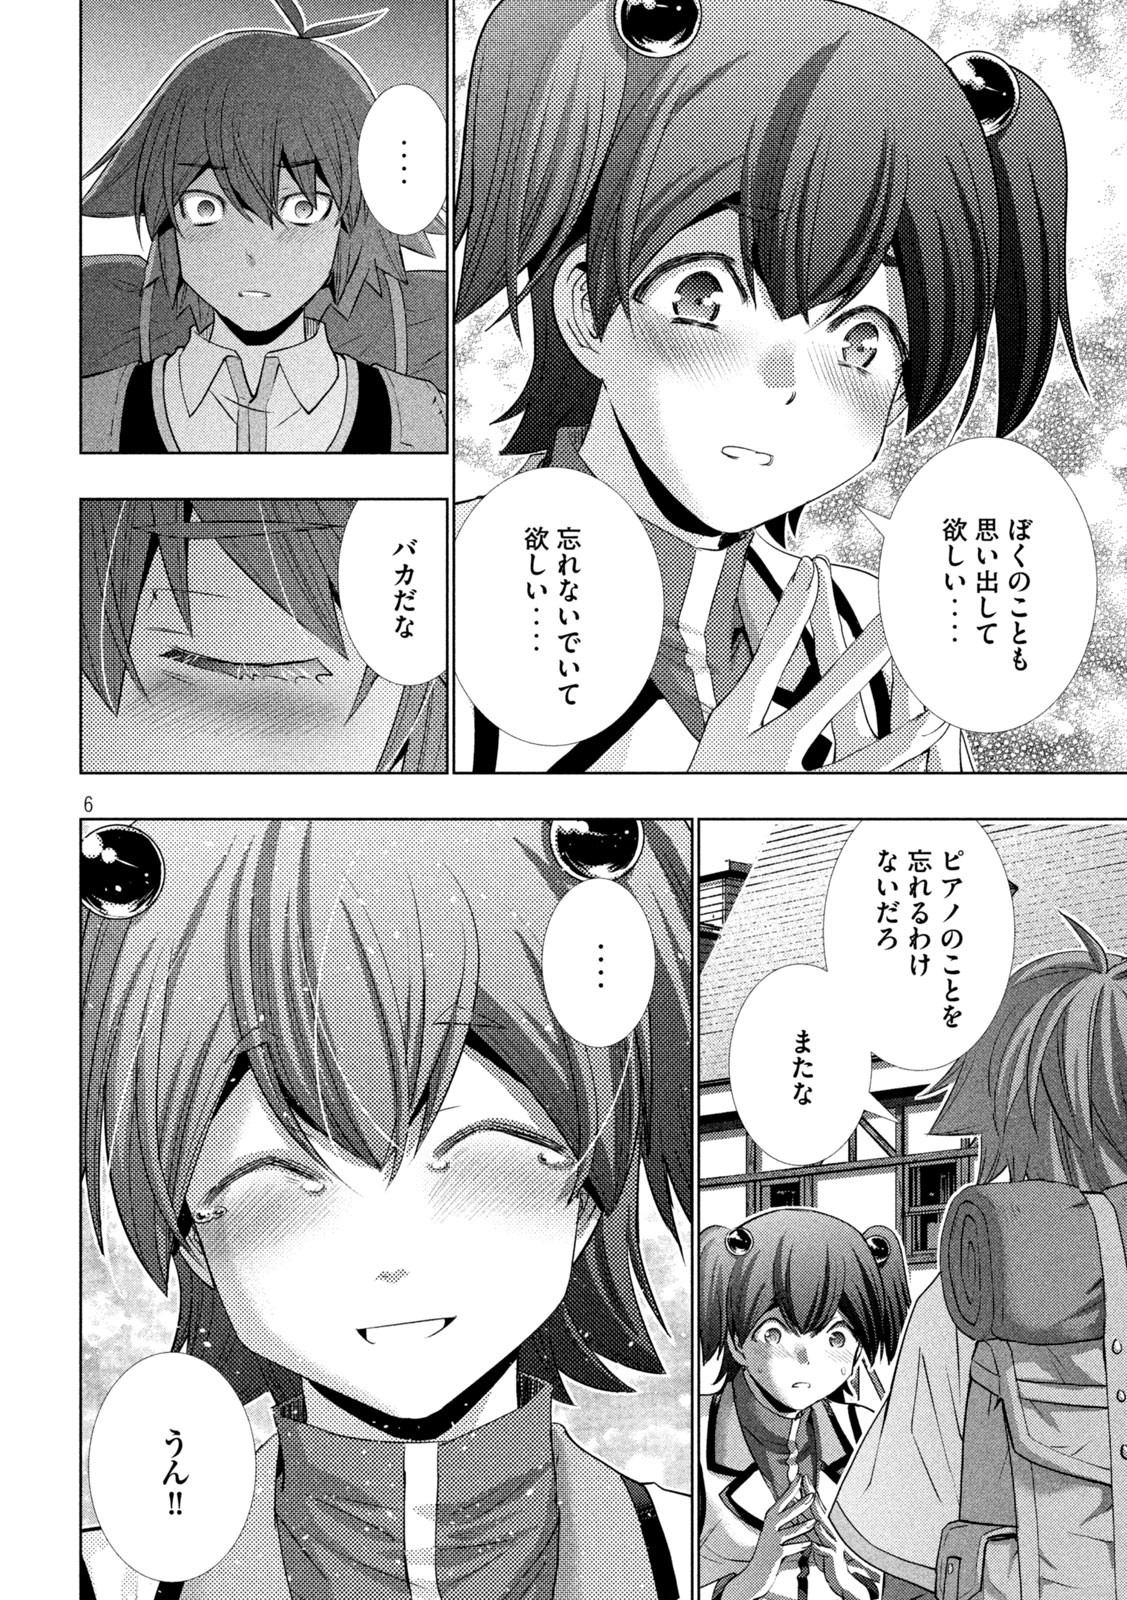 ぼくのことも
思い出して
欲しい‥‥
忘れないでいて
欲しい‥‥
‥‥
バカだな
6
ピアノのことを
忘れるわけ
ないだろ
またな
‥‥
うん!!